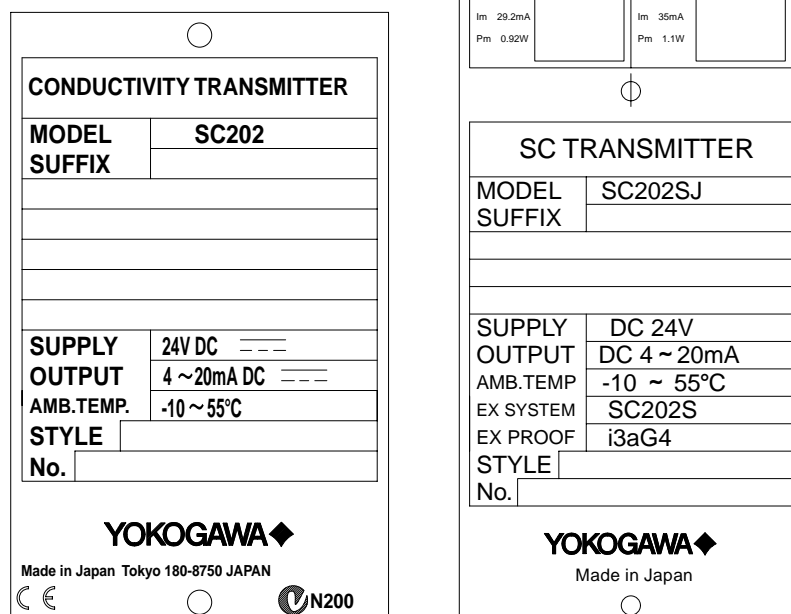 CONDUCTIVITY TRANSMITTER
MODEL SC202
SUFFIX
SUPPLY 24V DC
OUTPUT 4 ~ 20mA DC
AMB.TEMP. -10 ~ 55°C
STYLE
No.
YOKOGAWA
Made in Japan Tokyo 180-8750 JAPAN
CE N200
Im 29.2mA Im 35mA
Pm 0.92W Pm 1.1W
SC TRANSMITTER
MODEL SC202SJ
SUFFIX
SUPPLY DC 24V
OUTPUT DC 4 ~ 20mA
AMB.TEMP -10 ~ 55°C
EX SYSTEM SC202S
EX PROOF i3aG4
STYLE
No.
YOKOGAWA
Made in Japan